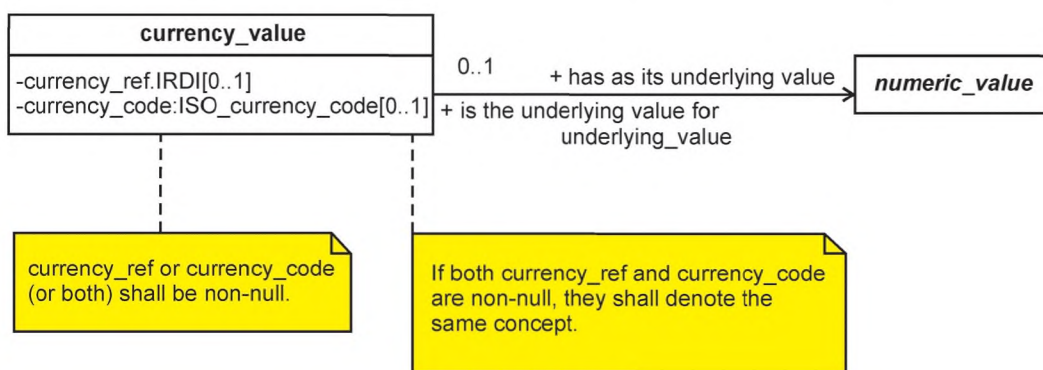 currency_value
-currency_ref.IRDI[0..1]
-currency_code:ISO_currency_code[0..1]
0..1
+ has as its underlying value
+ is the underlying value for
underlying_value
numeric_value
currency_ref or currency_code
(or both) shall be non-null.
If both currency_ref and currency_code
are non-null, they shall denote the
same concept.